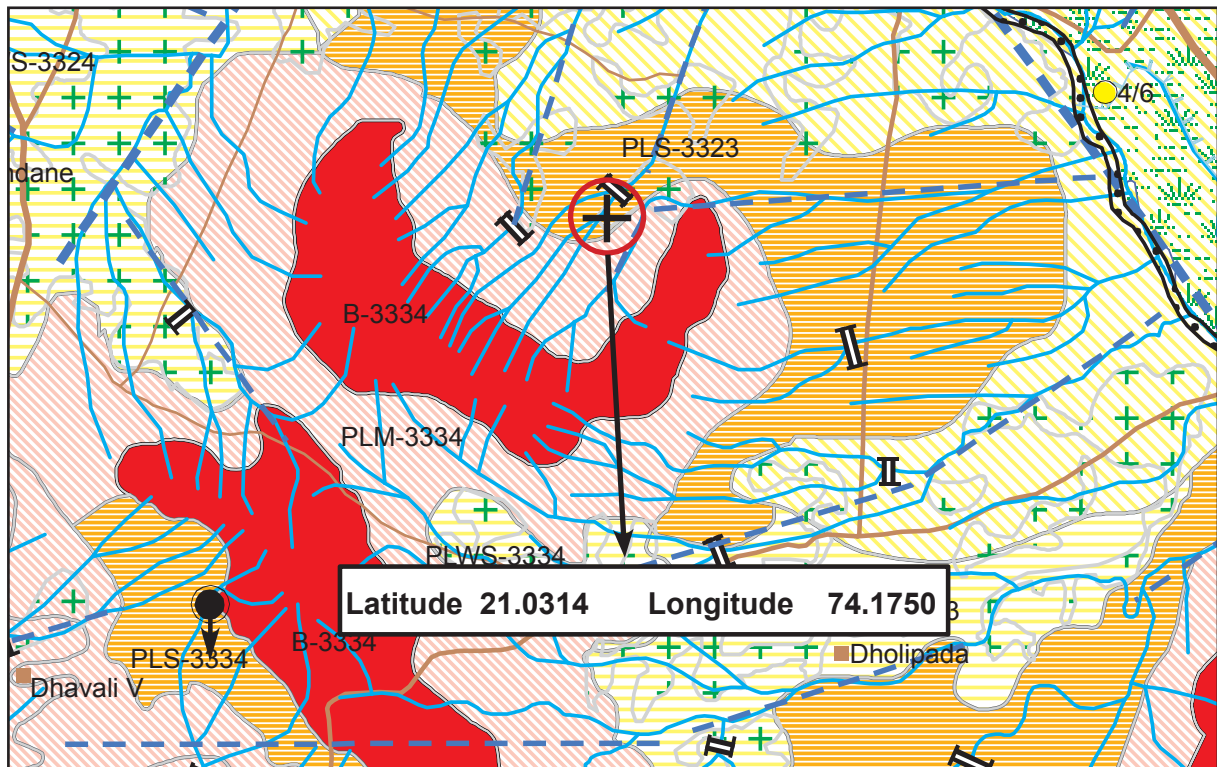 S-3324
4/6
PLS-3323
ndane
B-3334
PLM-3334
PLWS-3334
Latitude 21.0314 Longitude 74.1750
3
B-3334
PLS-3334
Dholipada
Dhavali V